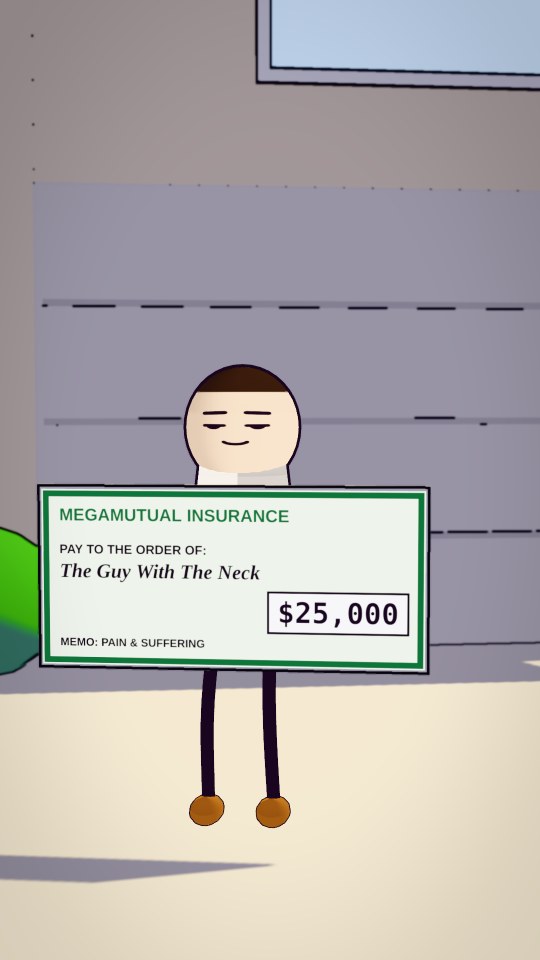 MEGAMUTUAL INSURANCE
PAY TO THE ORDER OF:
The Guy With The Neck
$25,000
MEMO: PAIN & SUFFERING